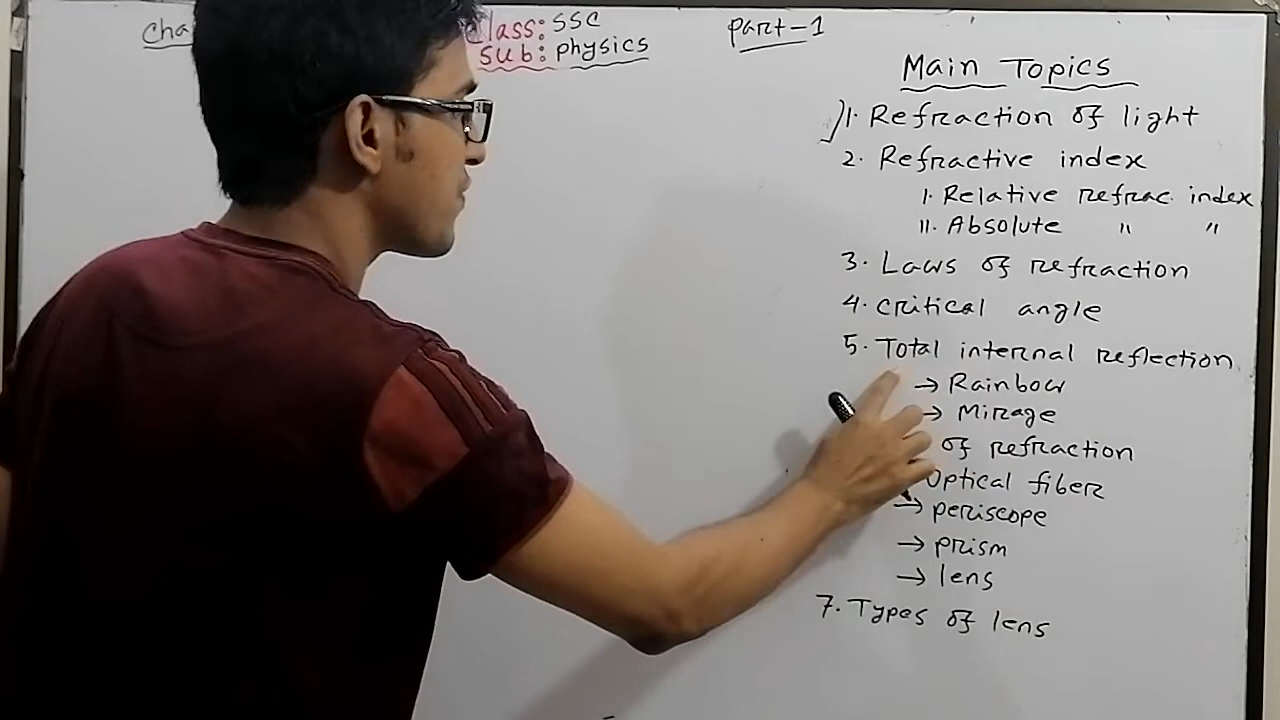 class: SSC
sub: physics
part-1
Main Topics
1. Refraction of light
2. Refractive index
1. Relative refrac. index
11. Absolute " "
3. Laws of refraction
4. critical angle
5. Total internal reflection
→ Rainbow
→ Mirage
of refraction
optical fiber
→ periscope
→ prism
→ lens
7. Types of lens